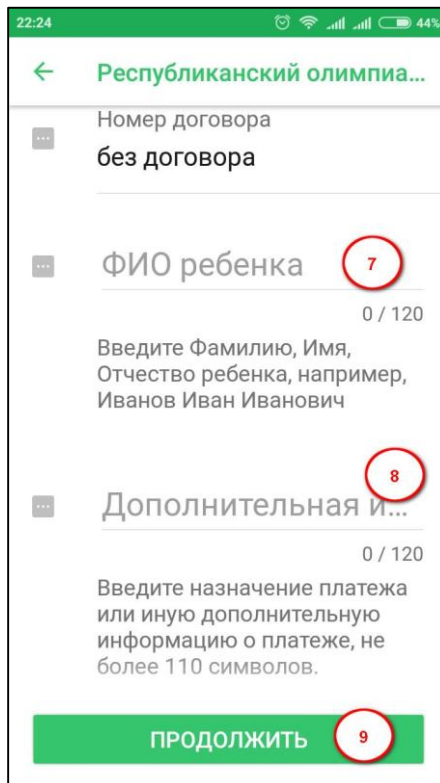 22:24 44%
Республиканский олимпиа...
Номер договора
без договора
ФИО ребенка 7
0 / 120
Введите Фамилию, Имя,
Отчество ребенка, например,
Иванов Иван Иванович
8
Дополнительная и...
0 / 120
Введите назначение платежа
или иную дополнительную
информацию о платеже, не
более 110 символов.
ПРОДОЛЖИТЬ 9